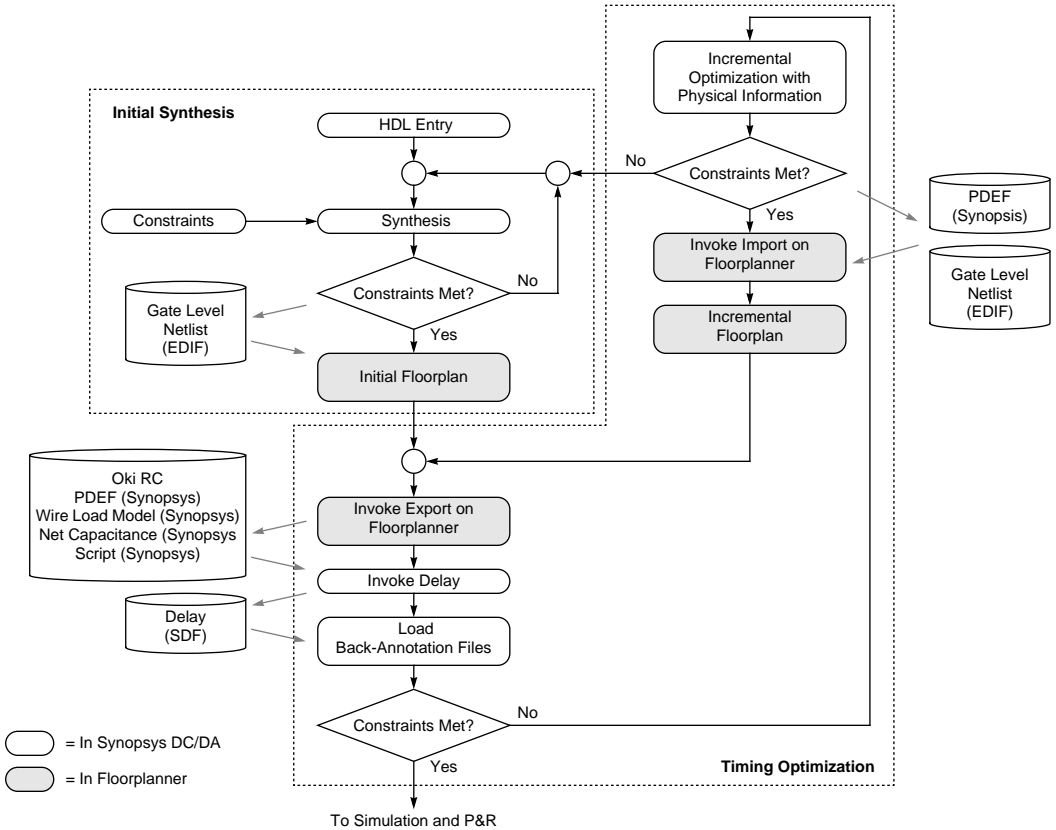 Incremental
Optimization with
Physical Information
Initial Synthesis
HDL Entry
No
Constraints Met?
PDEF
(Synopsis)
Constraints
Synthesis
Yes
Invoke Import on
Floorplanner
Gate Level
Netlist
(EDIF)
Constraints Met?
No
Gate Level
Netlist
(EDIF)
Incremental
Floorplan
Yes
Initial Floorplan
Oki RC
PDEF (Synopsys)
Wire Load Model (Synopsys)
Net Capacitance (Synopsys
Script (Synopsys)
Invoke Export on
Floorplanner
Invoke Delay
Delay
(SDF)
Load
Back-Annotation Files
Constraints Met?
No
= In Synopsys DC/DA
= In Floorplanner
Yes
Timing Optimization
To Simulation and P&R